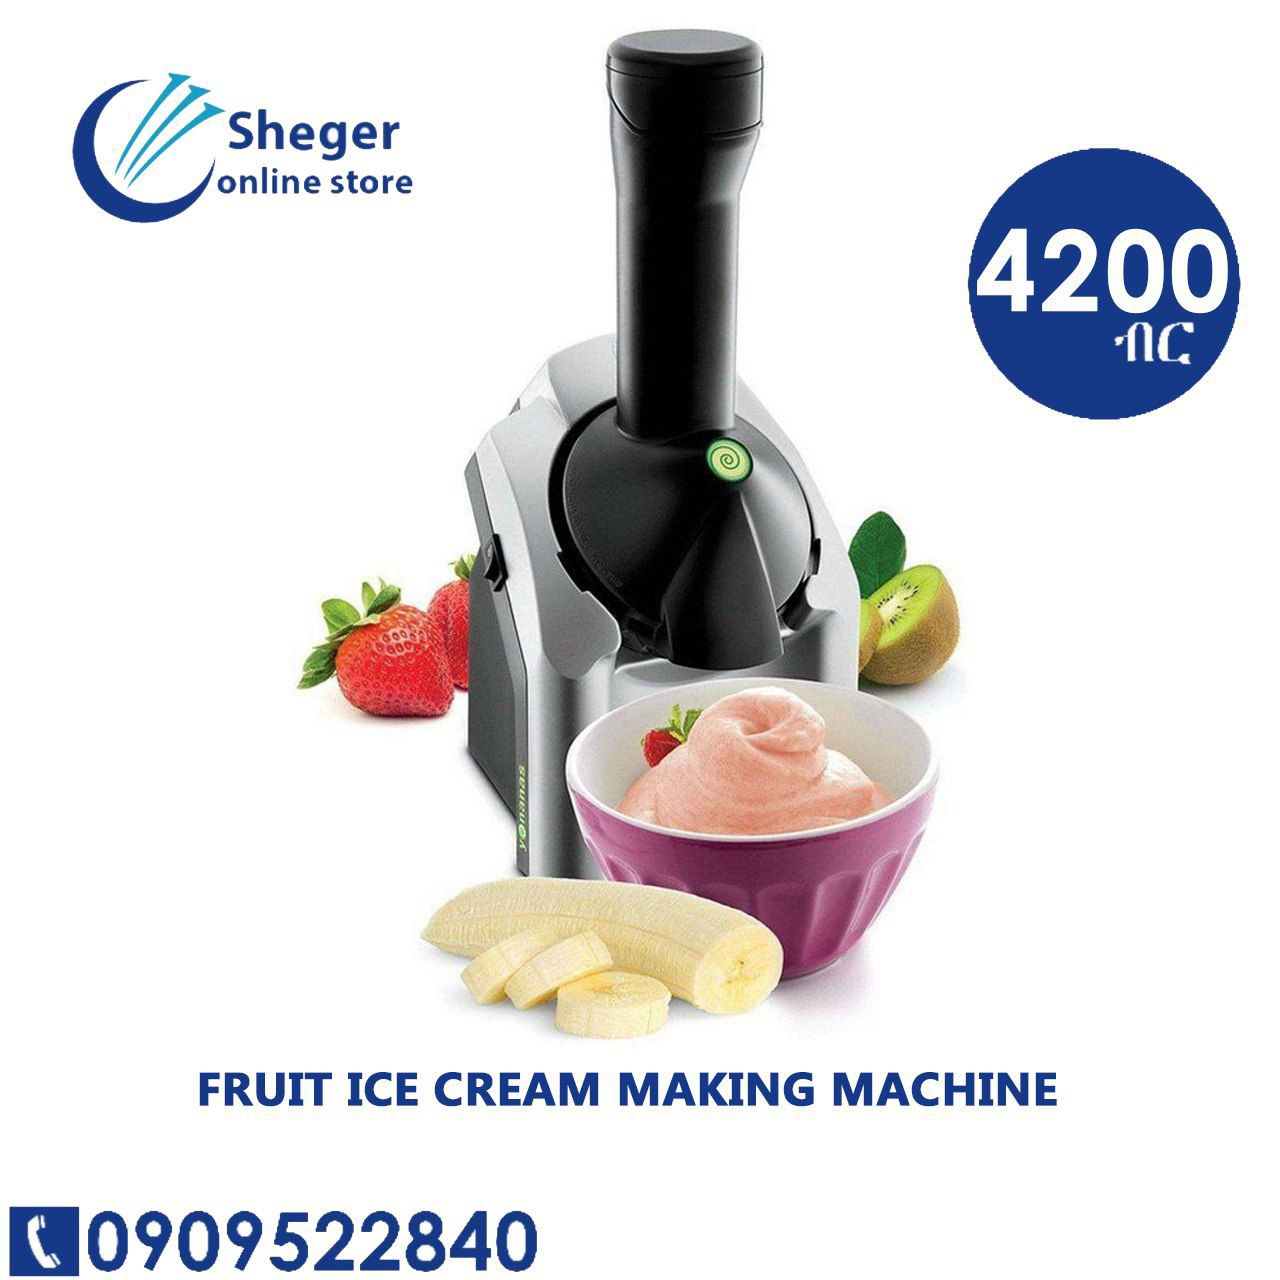 Sheger
online store
4200
ብር
yonanas
FRUIT ICE CREAM MAKING MACHINE
0909522840